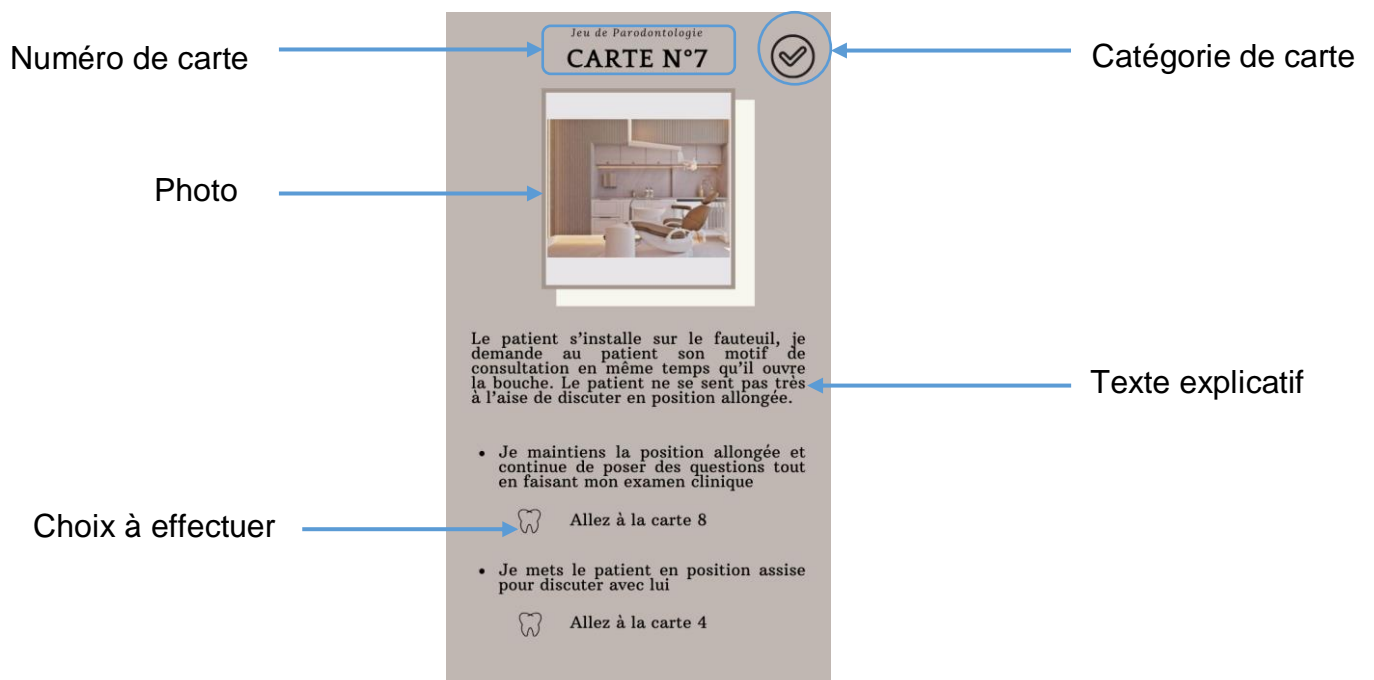 Jeu de Parodontologie
Numéro de carte
CARTE N°7
Catégorie de carte
Photo
Le patient s'installe sur le fauteuil, je
demande au patient son motif de
consultation en même temps qu'il ouvre
la bouche. Le patient ne se sent pas très
à l'aise de discuter en position allongée.
Texte explicatif
• Je maintiens la position allongée et
continue de poser des questions tout
en faisant mon examen clinique
Choix à effectuer
Allez à la carte 8
• Je mets le patient en position assise
pour discuter avec lui
Allez à la carte 4